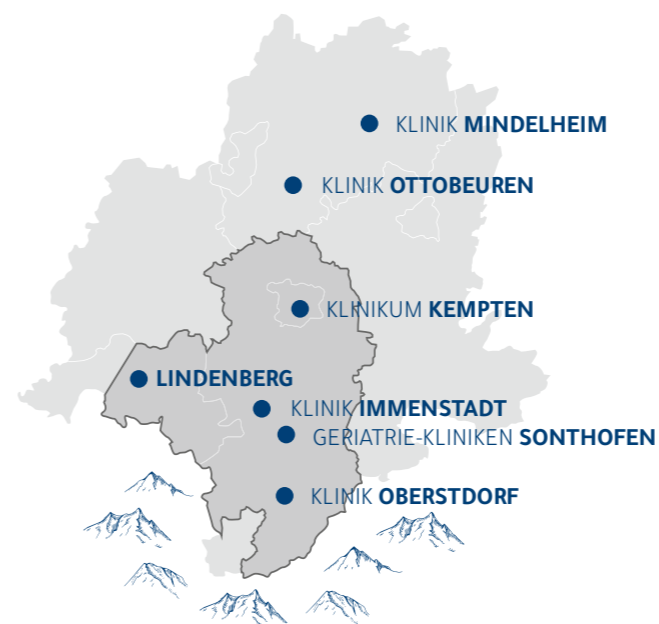 KLINIK MINDELHEIM
KLINIK OTTOBEUREN
KLINIKUM KEMPTEN
LINDENBERG
KLINIK IMMENSTADT
GERIATRIE-KLINIKEN SONTHOFEN
KLINIK OBERSTDORF